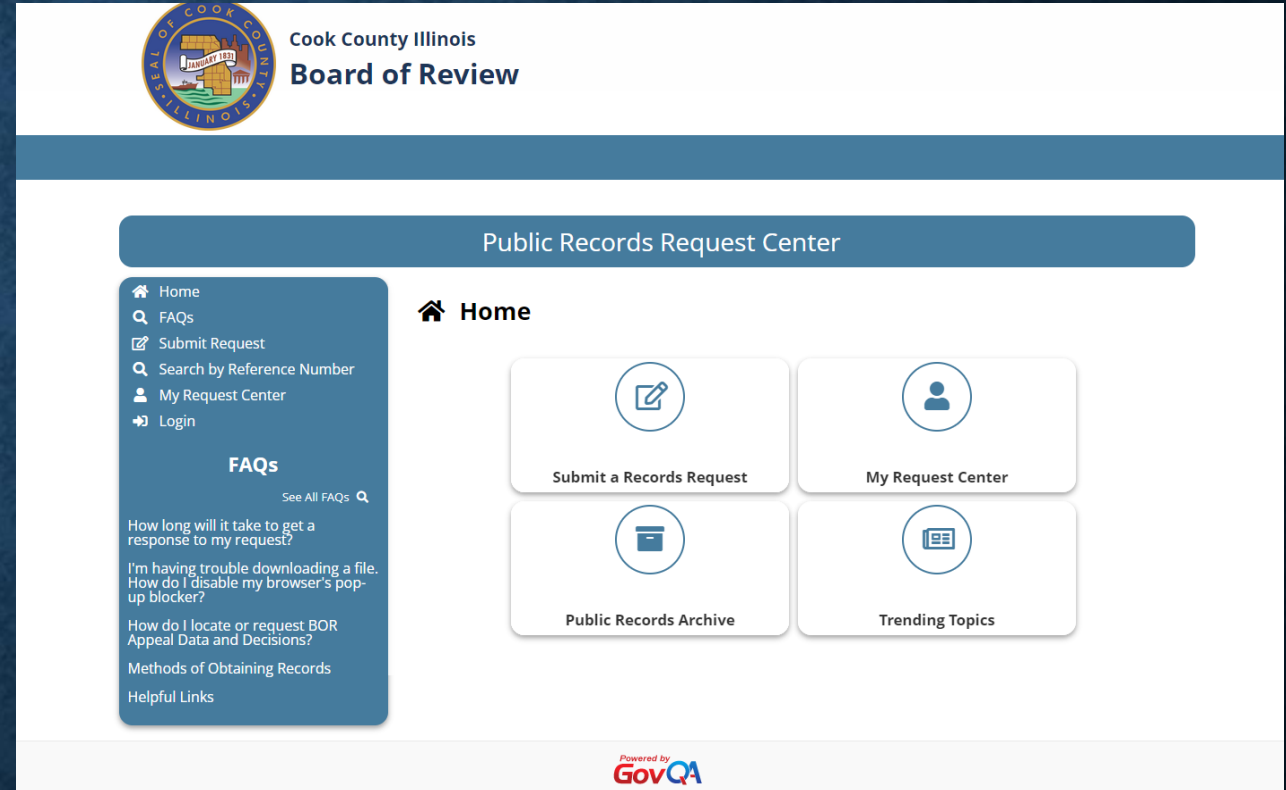 SEAL OF COOK COUNTY
ILLINOIS
JANUARY 1831
Cook County Illinois
Board of Review
Public Records Request Center
Home
FAQs
Submit Request
Search by Reference Number
My Request Center
Login
FAQs
See All FAQs
How long will it take to get a
response to my request?
I'm having trouble downloading a file.
How do I disable my browser's pop-
up blocker?
How do I locate or request BOR
Appeal Data and Decisions?
Methods of Obtaining Records
Helpful Links
Home
Submit a Records Request
My Request Center
Public Records Archive
Trending Topics
Powered by
GovQA